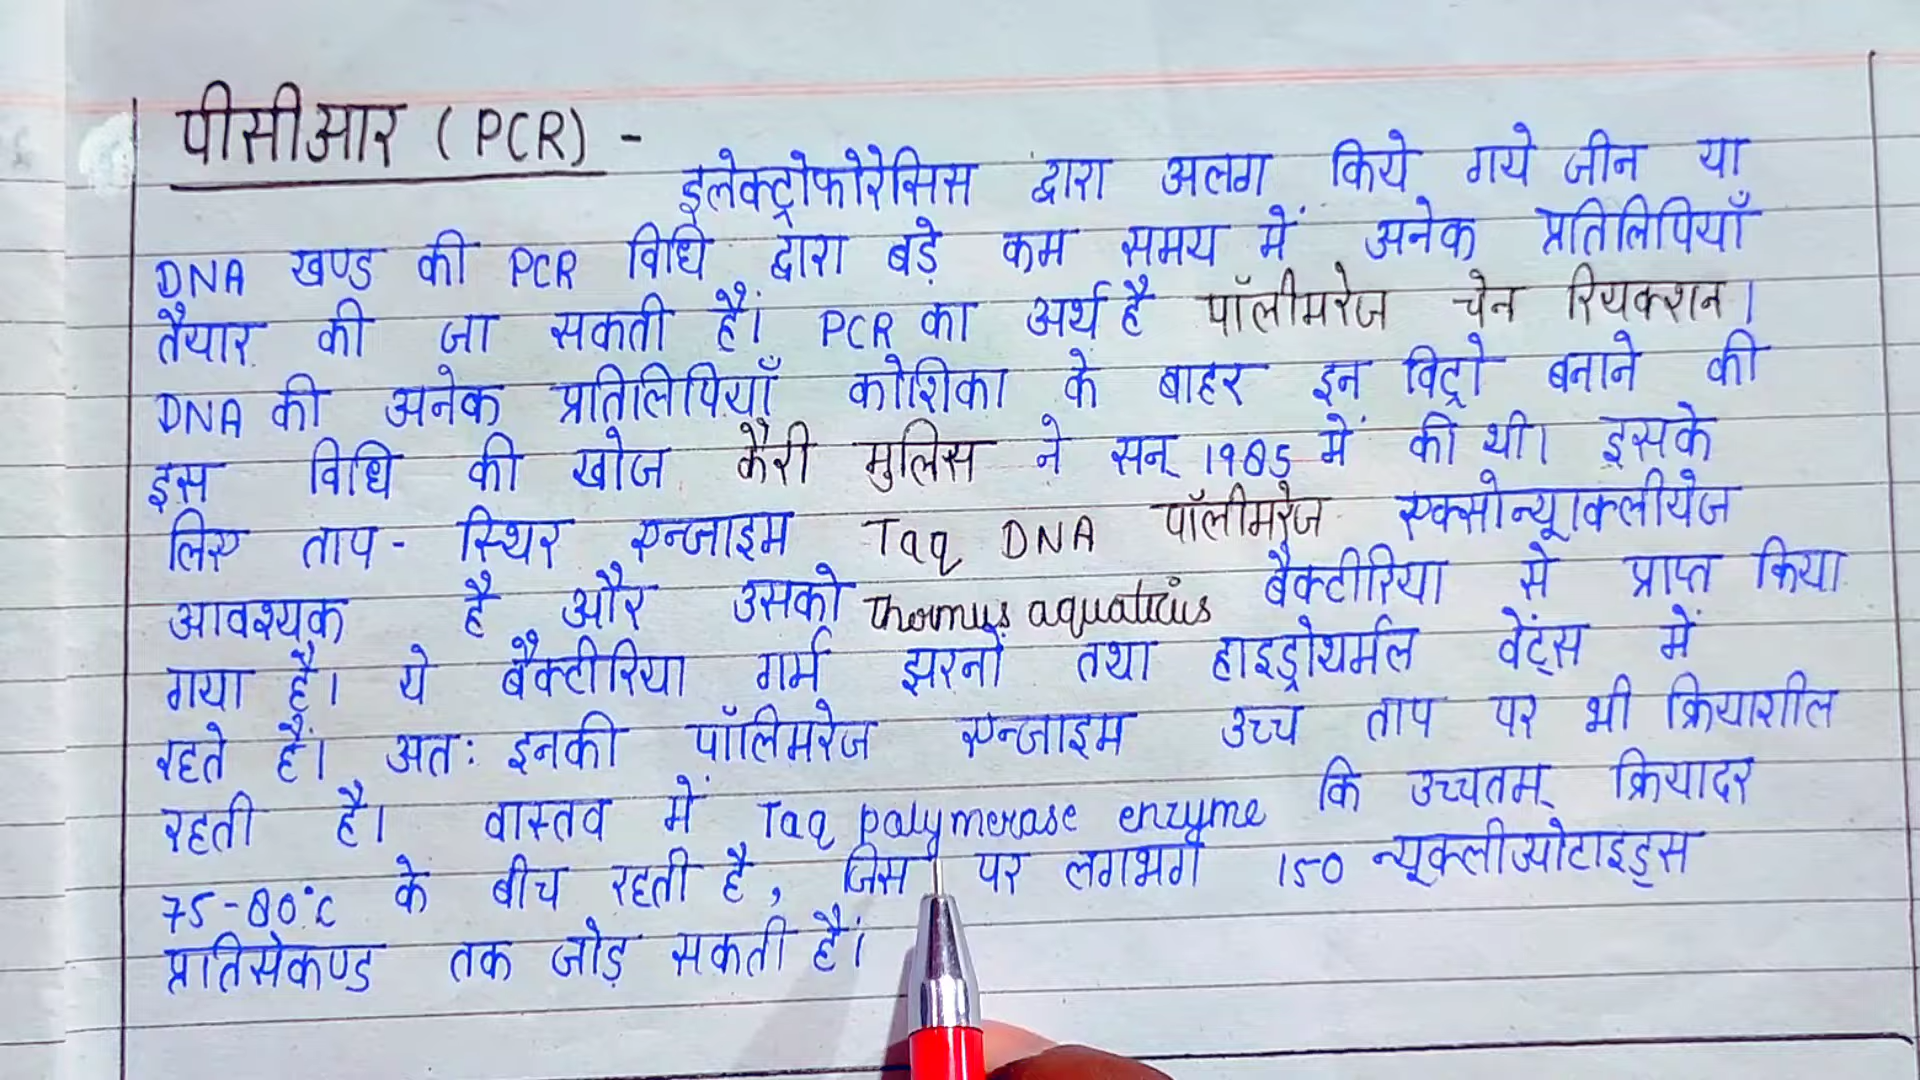 पीसीआर (PCR) -
इलेक्ट्रोफोरेसिस द्वारा अलग किये गये जीन या
DNA खण्ड की PCR विधि द्वारा बड़े कम समय में अनेक प्रतिलिपियाँ
तैयार की जा सकती हैं। PCR का अर्थ है पॉलीमरेज चेन रियक्शन।
DNA की अनेक प्रतिलिपियाँ कोशिका के बाहर इन विट्रो बनाने की
इस विधि की खोज कैरी मुलिस ने सन् 1985 में की थी। इसके
लिए ताप- स्थिर एन्जाइम Taq DNA पॉलीमरेज एक्सोन्यूक्लीयेज
आवश्यक है और उसको Thormus aquaticus बैक्टीरिया से प्राप्त किया
गया है। ये बैक्टीरिया गर्म झरनों तथा हाइड्रोथर्मल वेंट्स में
रहते हैं। अतः इनकी पॉलिमरेज एन्जाइम उच्च ताप पर भी क्रियाशील
रहती है। वास्तव में Taq polymerase enzyme कि उच्चतम् क्रियादर
75-80°c के बीच रहती है, जिस पर लगभग 150 न्यूक्लीज्योटाइड्स
प्रतिसेकण्ड तक जोड़ सकती हैं।